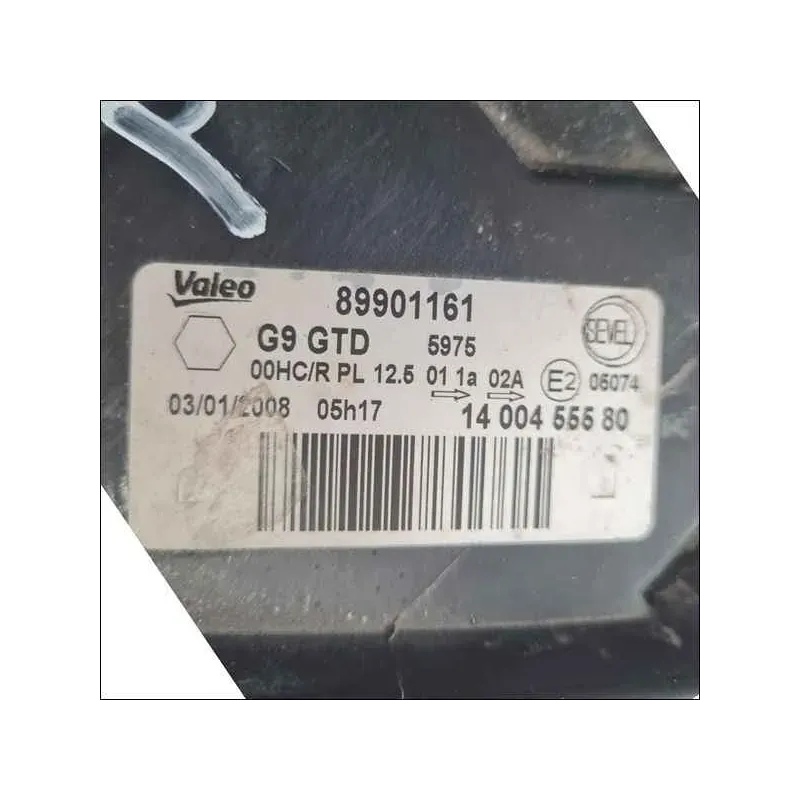 Valeo 89901161
G9 GTD 5975 SEVEL
00HC/R PL 12.5 01 1a 02A E2 05074
03/01/2008 05h17 14 004 555 80